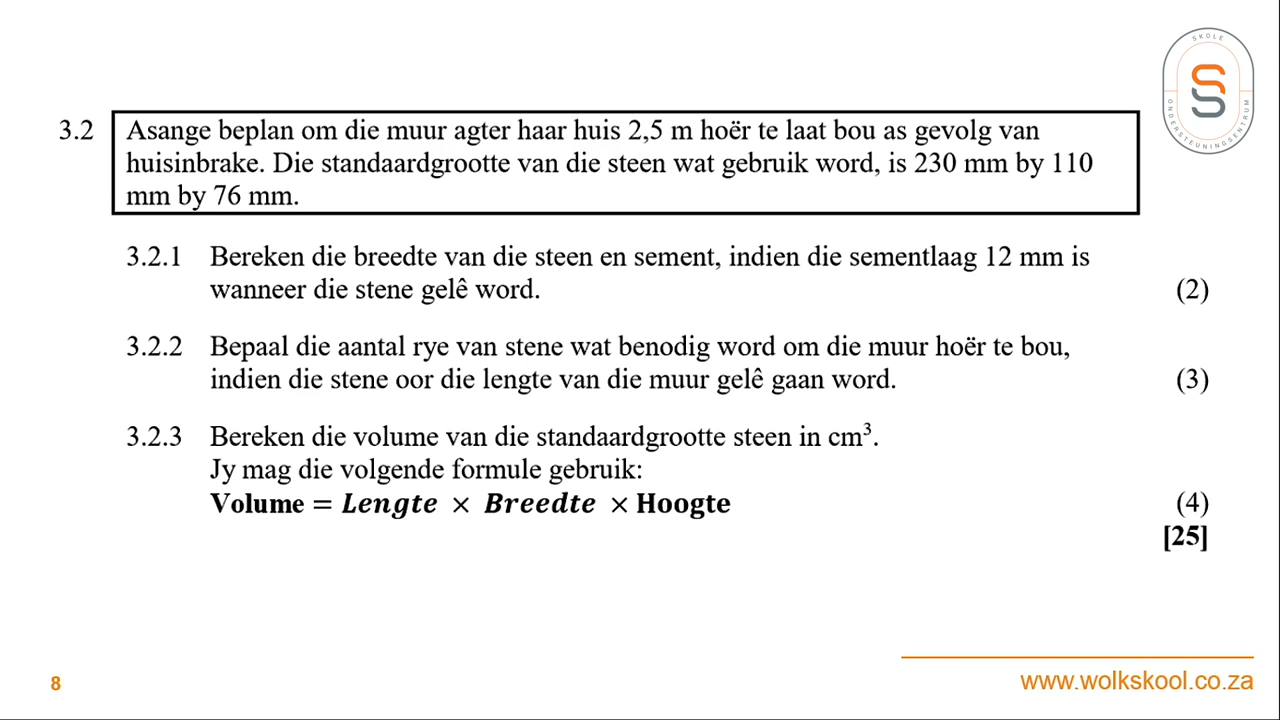 SKOLE
ONDERSTEUNINGSENTRUM
3.2 Asange beplan om die muur agter haar huis 2,5 m hoër te laat bou as gevolg van
huisinbrake. Die standaardgrootte van die steen wat gebruik word, is 230 mm by 110
mm by 76 mm.
3.2.1 Bereken die breedte van die steen en sement, indien die sementlaag 12 mm is
wanneer die stene gelê word. (2)
3.2.2 Bepaal die aantal rye van stene wat benodig word om die muur hoër te bou,
indien die stene oor die lengte van die muur gelê gaan word. (3)
3.2.3 Bereken die volume van die standaardgrootte steen in cm³.
Jy mag die volgende formule gebruik:
Volume = Lengte × Breedte × Hoogte (4)
[25]
8
www.wolkskool.co.za